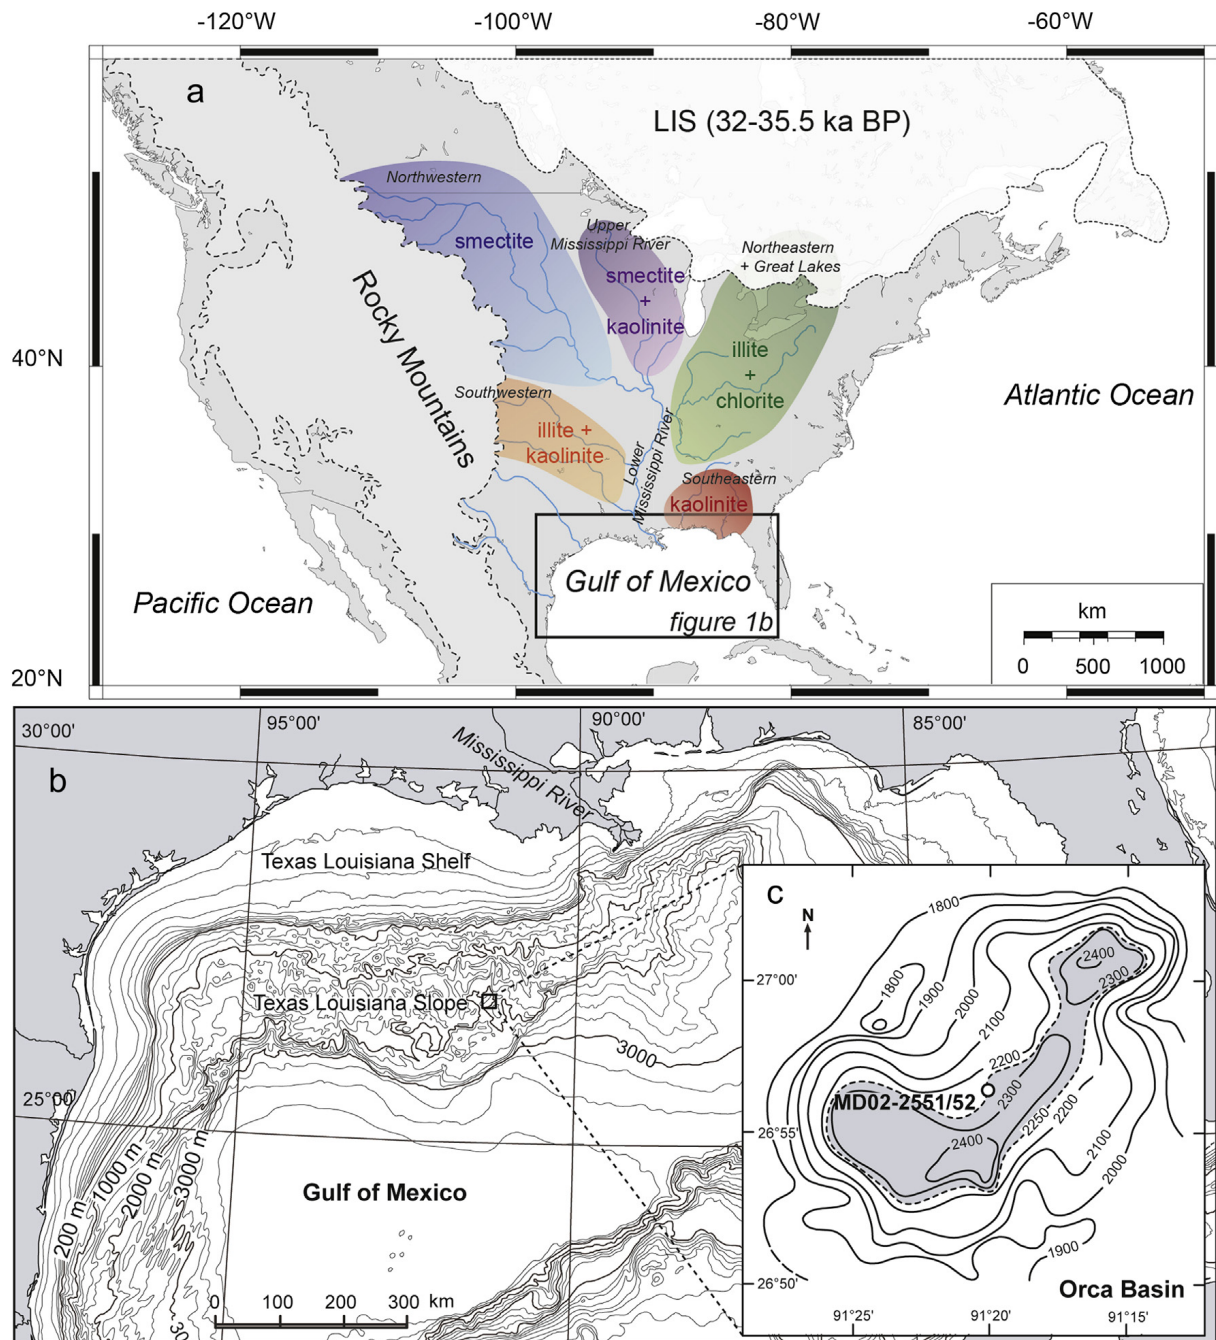 -120°W
-100°W
-80°W
-60°W
a
LIS (32-35.5 ka BP)
Northwestern
smectite
Upper
Mississippi River
smectite
+
kaolinite
Northeastern
+ Great Lakes
Rocky Mountains
40°N
illite
+
chlorite
Atlantic Ocean
Southwestern
illite +
kaolinite
Lower
Mississippi River
Southeastern
kaolinite
Pacific Ocean
Gulf of Mexico
figure 1b
km
0 500 1000
20°N
30°00'
95°00'
90°00'
85°00'
b
Mississippi River
Texas Louisiana Shelf
Texas Louisiana Slope
3000
25°00'
200 m
1000 m
2000 m
3000 m
Gulf of Mexico
0 100 200 300 km
30
c
N
1800
1800
1900
2000
2100
2200
2400
2300
27°00'
MD02-2551/52
2300
2250
2200
2400
2100
2000
1900
26°55'
26°50'
Orca Basin
91°25'
91°20'
91°15'